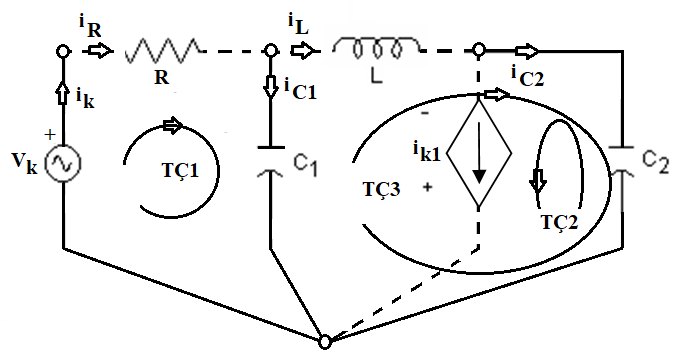 iR
iL
R
L
iC1
iC2
ik
+
Vk
TÇ1
C1
-
ik1
TÇ3
+
TÇ2
C2